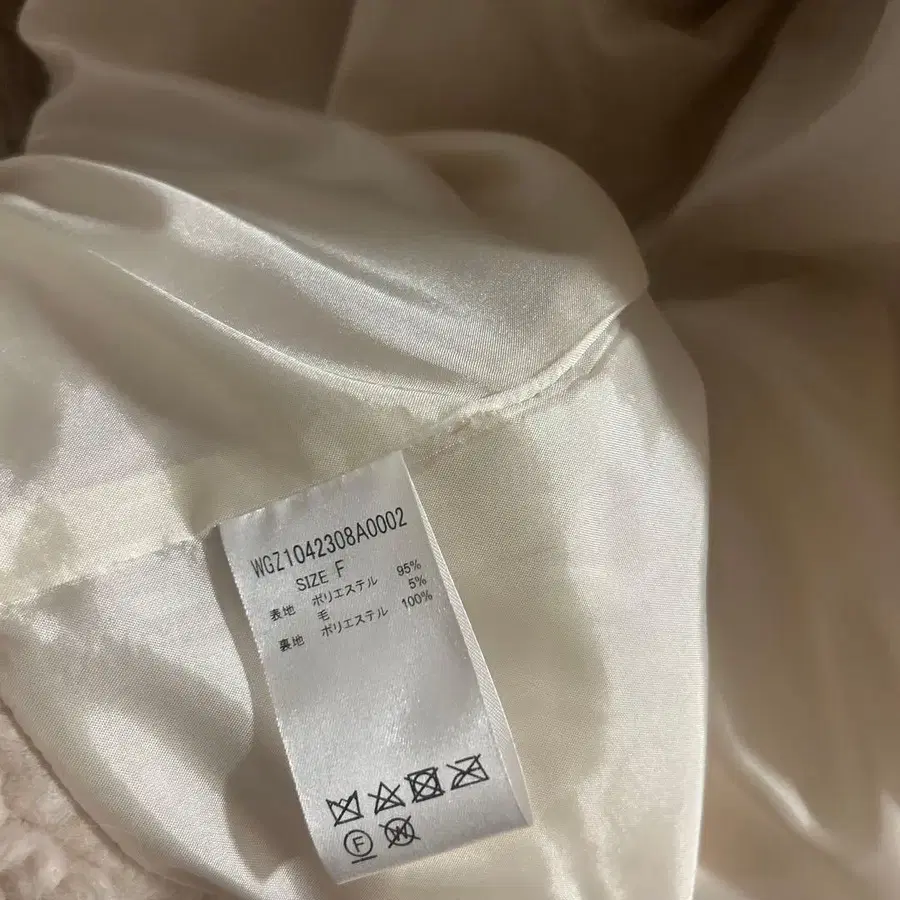 WGZ1042308A0002
SIZE F
表地 ポリエステル 95%
毛 5%
裏地 ポリエステル 100%
F W